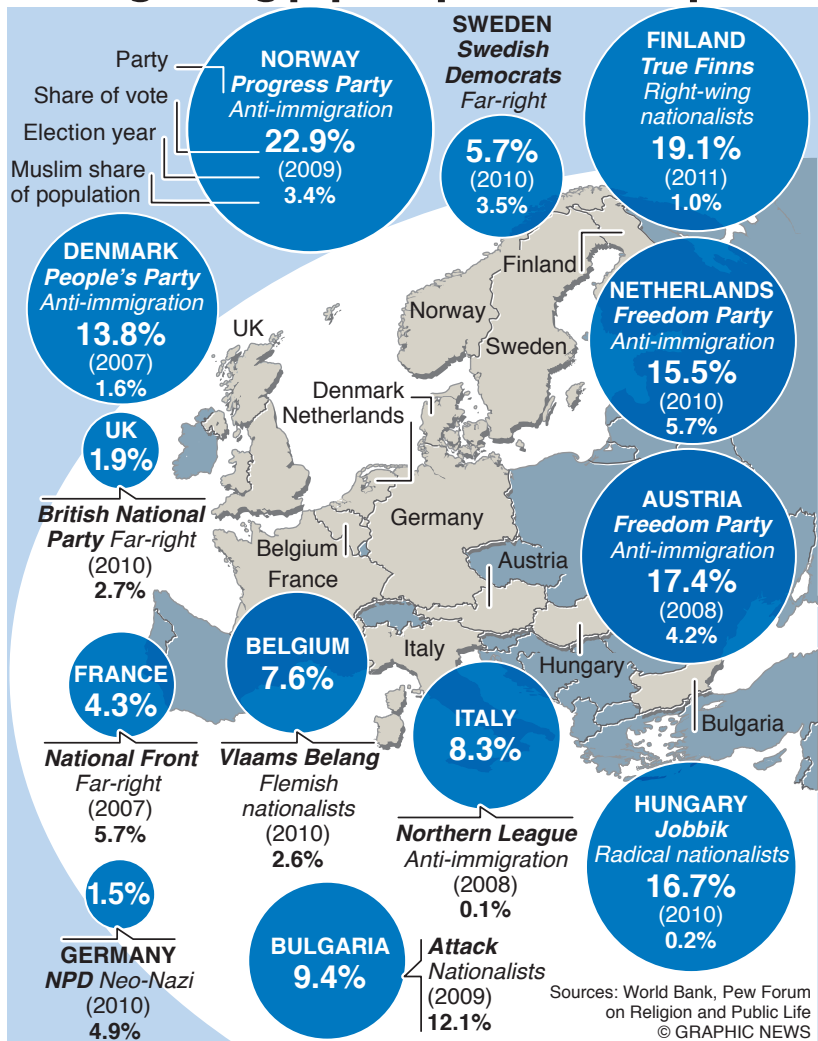 Party
Share of vote
Election year
Muslim share
of population
NORWAY
Progress Party
Anti-immigration
22.9%
(2009)
3.4%
SWEDEN
Swedish
Democrats
Far-right
5.7%
(2010)
3.5%
FINLAND
True Finns
Right-wing
nationalists
19.1%
(2011)
1.0%
DENMARK
People's Party
Anti-immigration
13.8%
(2007)
1.6%
NETHERLANDS
Freedom Party
Anti-immigration
15.5%
(2010)
5.7%
UK
1.9%
British National
Party Far-right
(2010)
2.7%
AUSTRIA
Freedom Party
Anti-immigration
17.4%
(2008)
4.2%
FRANCE
4.3%
National Front
Far-right
(2007)
5.7%
BELGIUM
7.6%
Vlaams Belang
Flemish
nationalists
(2010)
2.6%
ITALY
8.3%
Northern League
Anti-immigration
(2008)
0.1%
HUNGARY
Jobbik
Radical nationalists
16.7%
(2010)
0.2%
1.5%
GERMANY
NPD Neo-Nazi
(2010)
4.9%
BULGARIA
9.4%
Attack
Nationalists
(2009)
12.1%
Finland
Norway
Sweden
UK
Denmark
Netherlands
Germany
Belgium
France
Austria
Italy
Hungary
Bulgaria
Sources: World Bank, Pew Forum
on Religion and Public Life
© GRAPHIC NEWS